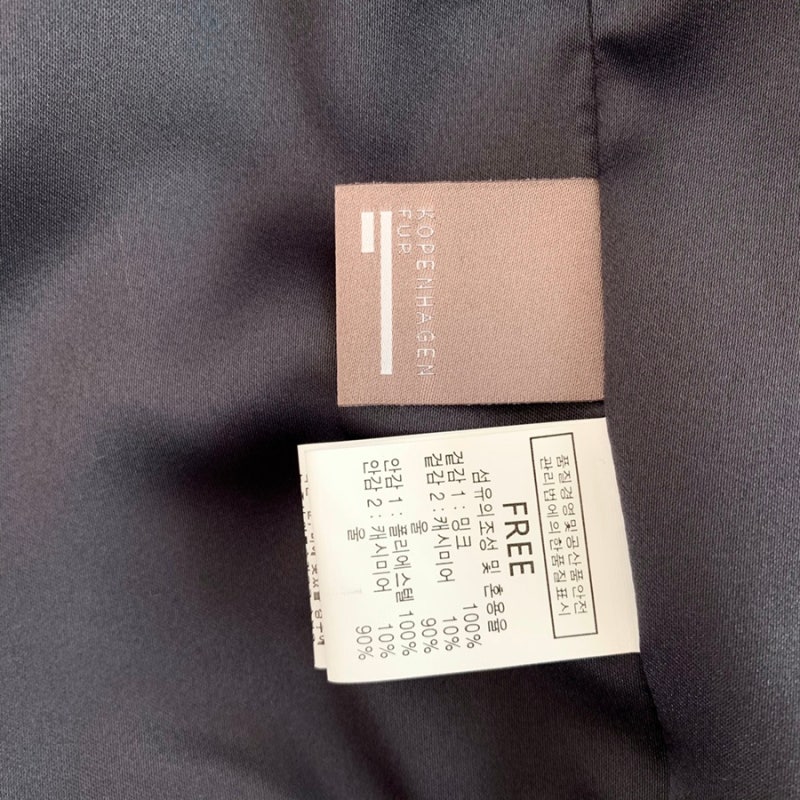 KOPENHAGEN
FUR
품질경영및공산품안전
관리법에의한품질표시
FREE
섬유의조성 및 혼용율
겉감 1 : 밍크 100%
겉감 2 : 캐시미어 10%
울 90%
안감 1 : 폴리에스텔 100%
안감 2 : 캐시미어 10%
울 90%